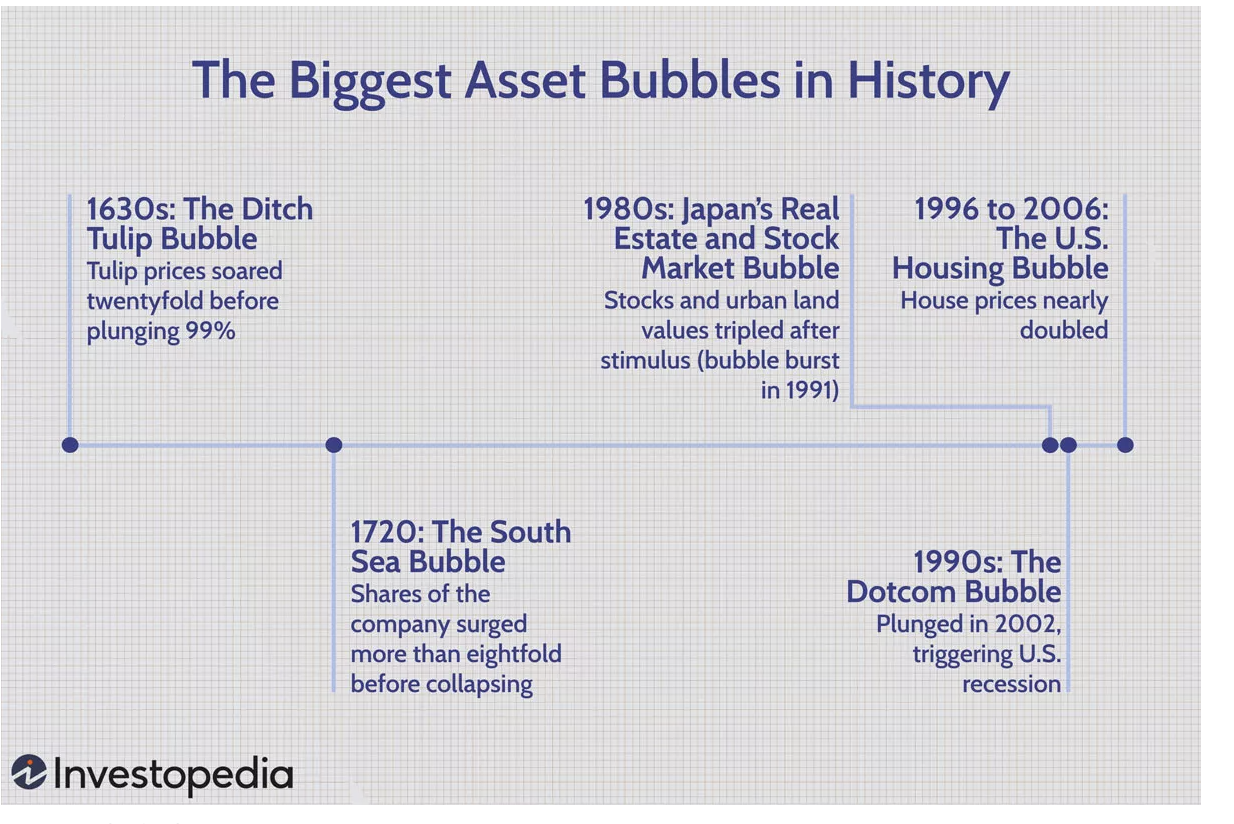 The Biggest Asset Bubbles in History
1630s: The Ditch
Tulip Bubble
Tulip prices soared
twentyfold before
plunging 99%
1980s: Japan’s Real
Estate and Stock
Market Bubble
Stocks and urban land
values tripled after
stimulus (bubble burst
in 1991)
1996 to 2006:
The U.S.
Housing Bubble
House prices nearly
doubled
1720: The South
Sea Bubble
Shares of the
company surged
more than eightfold
before collapsing
1990s: The
Dotcom Bubble
Plunged in 2002,
triggering U.S.
recession
Investopedia